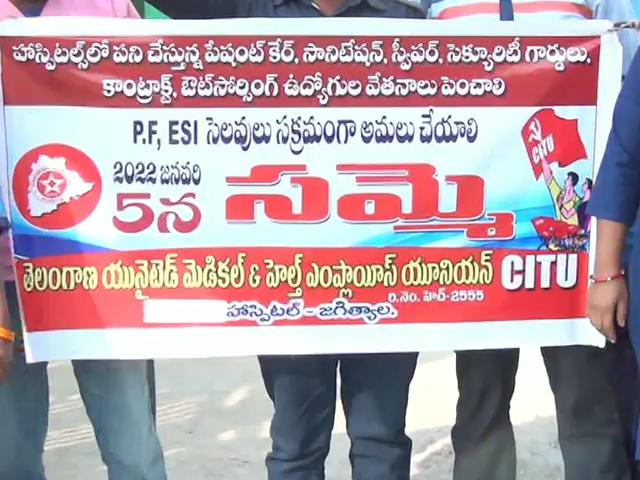 హాస్పిటల్స్‌లో పని చేస్తున్న పేషంట్ కేర్, సానిటేషన్, స్వీపర్, సెక్యూరిటీ గార్డులు,
కాంట్రాక్ట్, ఔట్‌సోర్సింగ్ ఉద్యోగుల వేతనాలు పెంచాలి
P.F, ESI సెలవులు సక్రమంగా అమలు చేయాలి
2022 జనవరి
5న
సమ్మె
CITU
తెలంగాణ యునైటెడ్ మెడికల్ & హెల్త్ ఎంప్లాయీస్ యూనియన్ CITU
రి.నెం. హెచ్-2555
హాస్పిటల్ - జగిత్యాల.